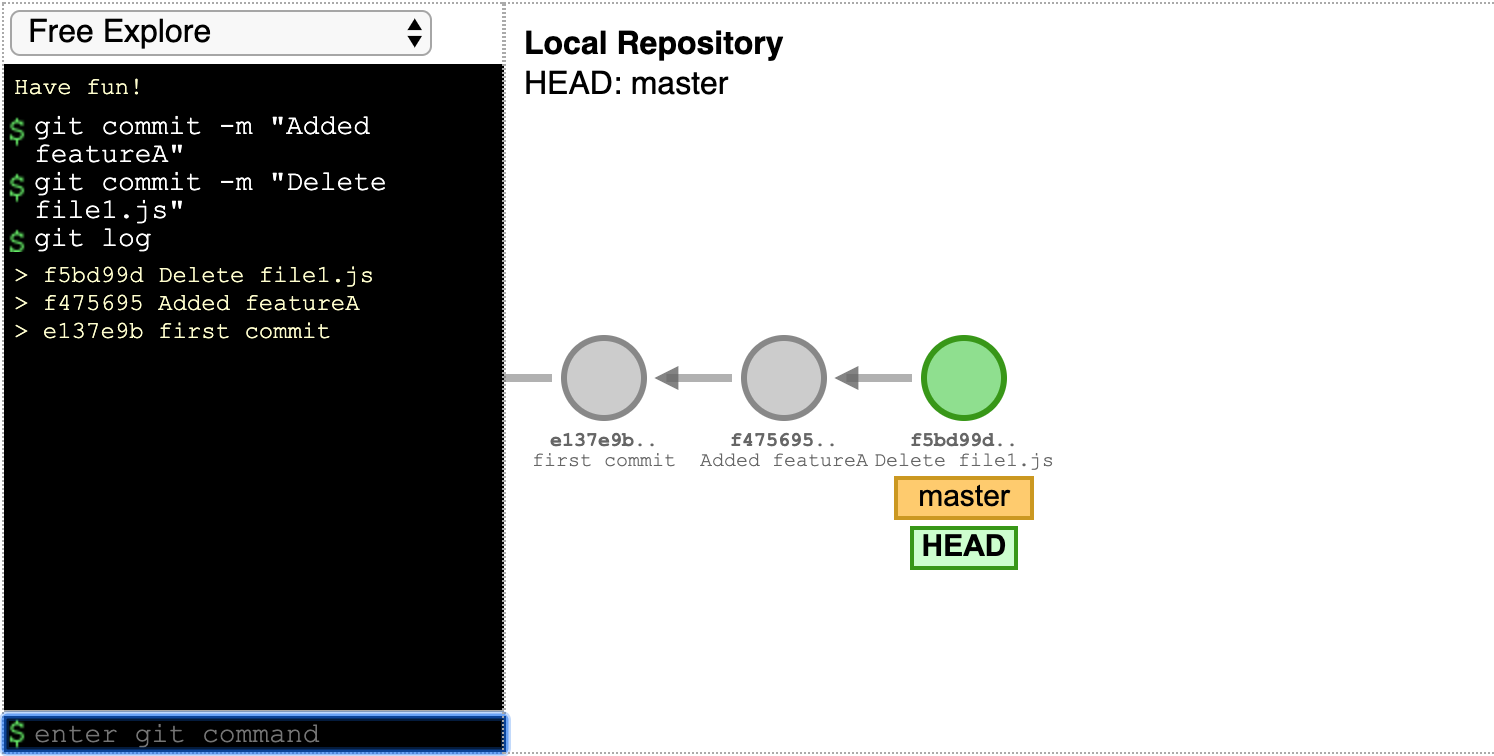 Free Explore
Have fun!
$ git commit -m "Added
featureA"
$ git commit -m "Delete
file1.js"
$ git log
> f5bd99d Delete file1.js
> f475695 Added featureA
> e137e9b first commit
$ enter git command
Local Repository
HEAD: master
e137e9b..
first commit
f475695..
Added featureA
f5bd99d..
Delete file1.js
master
HEAD